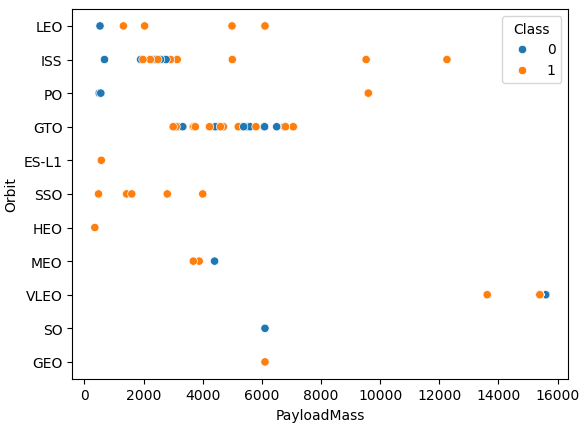 LEO
ISS
PO
GTO
ES-L1
SSO
HEO
MEO
VLEO
SO
GEO
Orbit
Class
0
1
0 2000 4000 6000 8000 10000 12000 14000 16000
PayloadMass